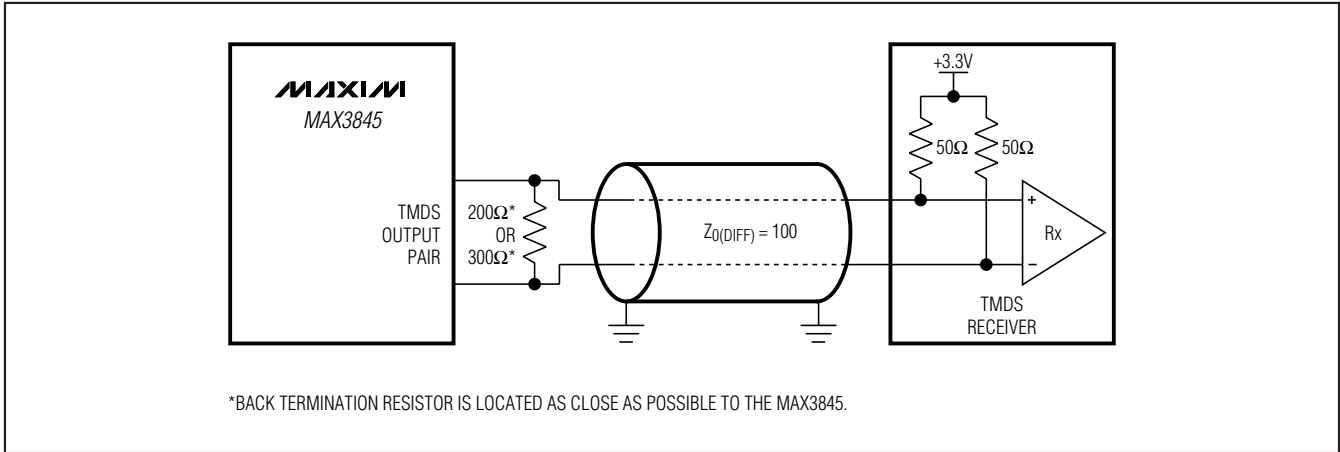 MAXIM
MAX3845
TMDS
OUTPUT
PAIR
200Ω*
OR
300Ω*
Z0(DIFF) = 100
+3.3V
50Ω
50Ω
+
Rx
−
TMDS
RECEIVER
*BACK TERMINATION RESISTOR IS LOCATED AS CLOSE AS POSSIBLE TO THE MAX3845.